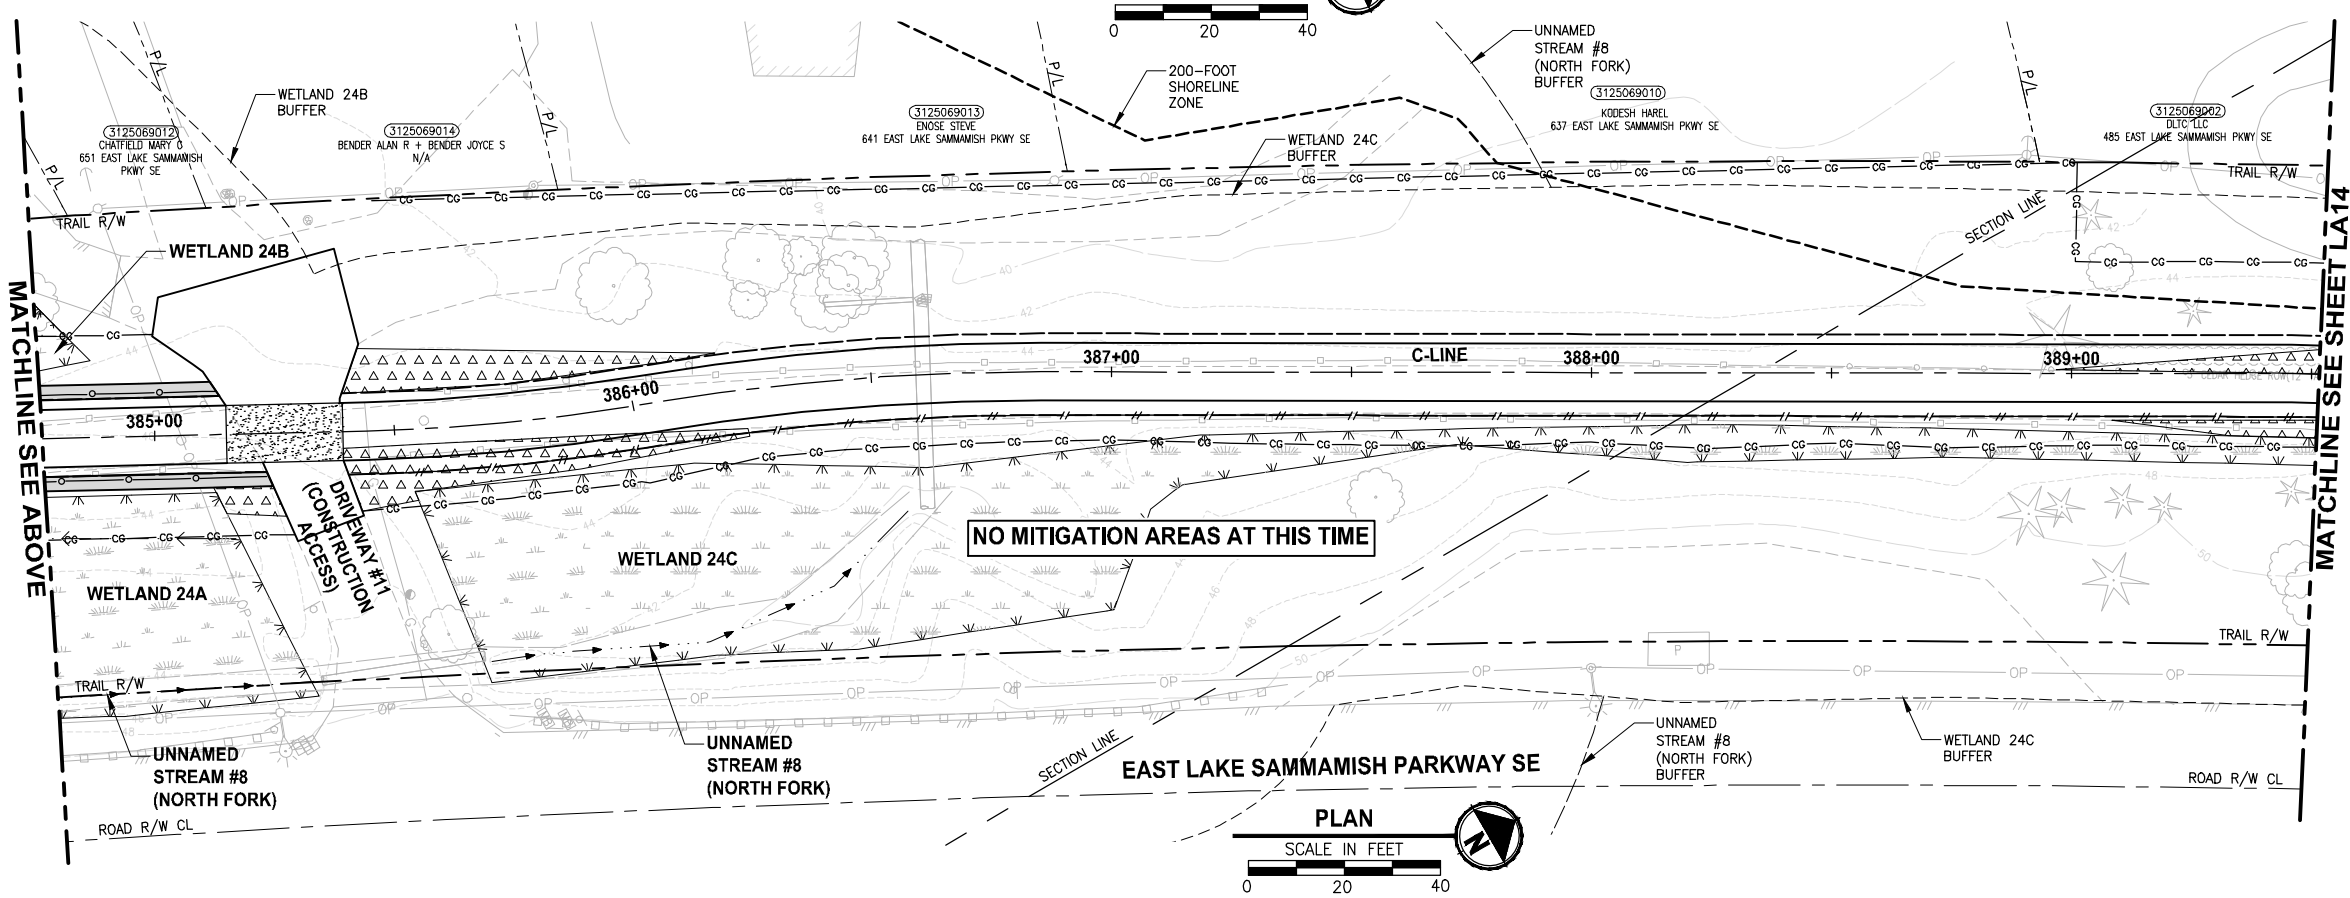 0 20 40
P/L
WETLAND 24B
BUFFER
3125069012
CHATFIELD MARY C
651 EAST LAKE SAMMAMISH
PKWY SE
P/L
3125069014
BENDER ALAN R + BENDER JOYCE S
N/A
P/L
3125069013
ENOSE STEVE
641 EAST LAKE SAMMAMISH PKWY SE
P/L
200-FOOT
SHORELINE
ZONE
WETLAND 24C
BUFFER
UNNAMED
STREAM #8
(NORTH FORK)
BUFFER
3125069010
KODESH HAREL
637 EAST LAKE SAMMAMISH PKWY SE
P/L
3125069002
DLTC LLC
485 EAST LAKE SAMMAMISH PKWY SE
TRAIL R/W
TRAIL R/W
WETLAND 24B
SECTION LINE
MATCHLINE SEE ABOVE
MATCHLINE SEE SHEET LA14
385+00
386+00
387+00
C-LINE
388+00
389+00
DRIVEWAY #11
(CONSTRUCTION
ACCESS)
NO MITIGATION AREAS AT THIS TIME
WETLAND 24C
WETLAND 24A
P
TRAIL R/W
TRAIL R/W
UNNAMED
STREAM #8
(NORTH FORK)
UNNAMED
STREAM #8
(NORTH FORK)
SECTION LINE
EAST LAKE SAMMAMISH PARKWAY SE
UNNAMED
STREAM #8
(NORTH FORK)
BUFFER
WETLAND 24C
BUFFER
ROAD R/W CL
ROAD R/W CL
PLAN
N
SCALE IN FEET
0 20 40